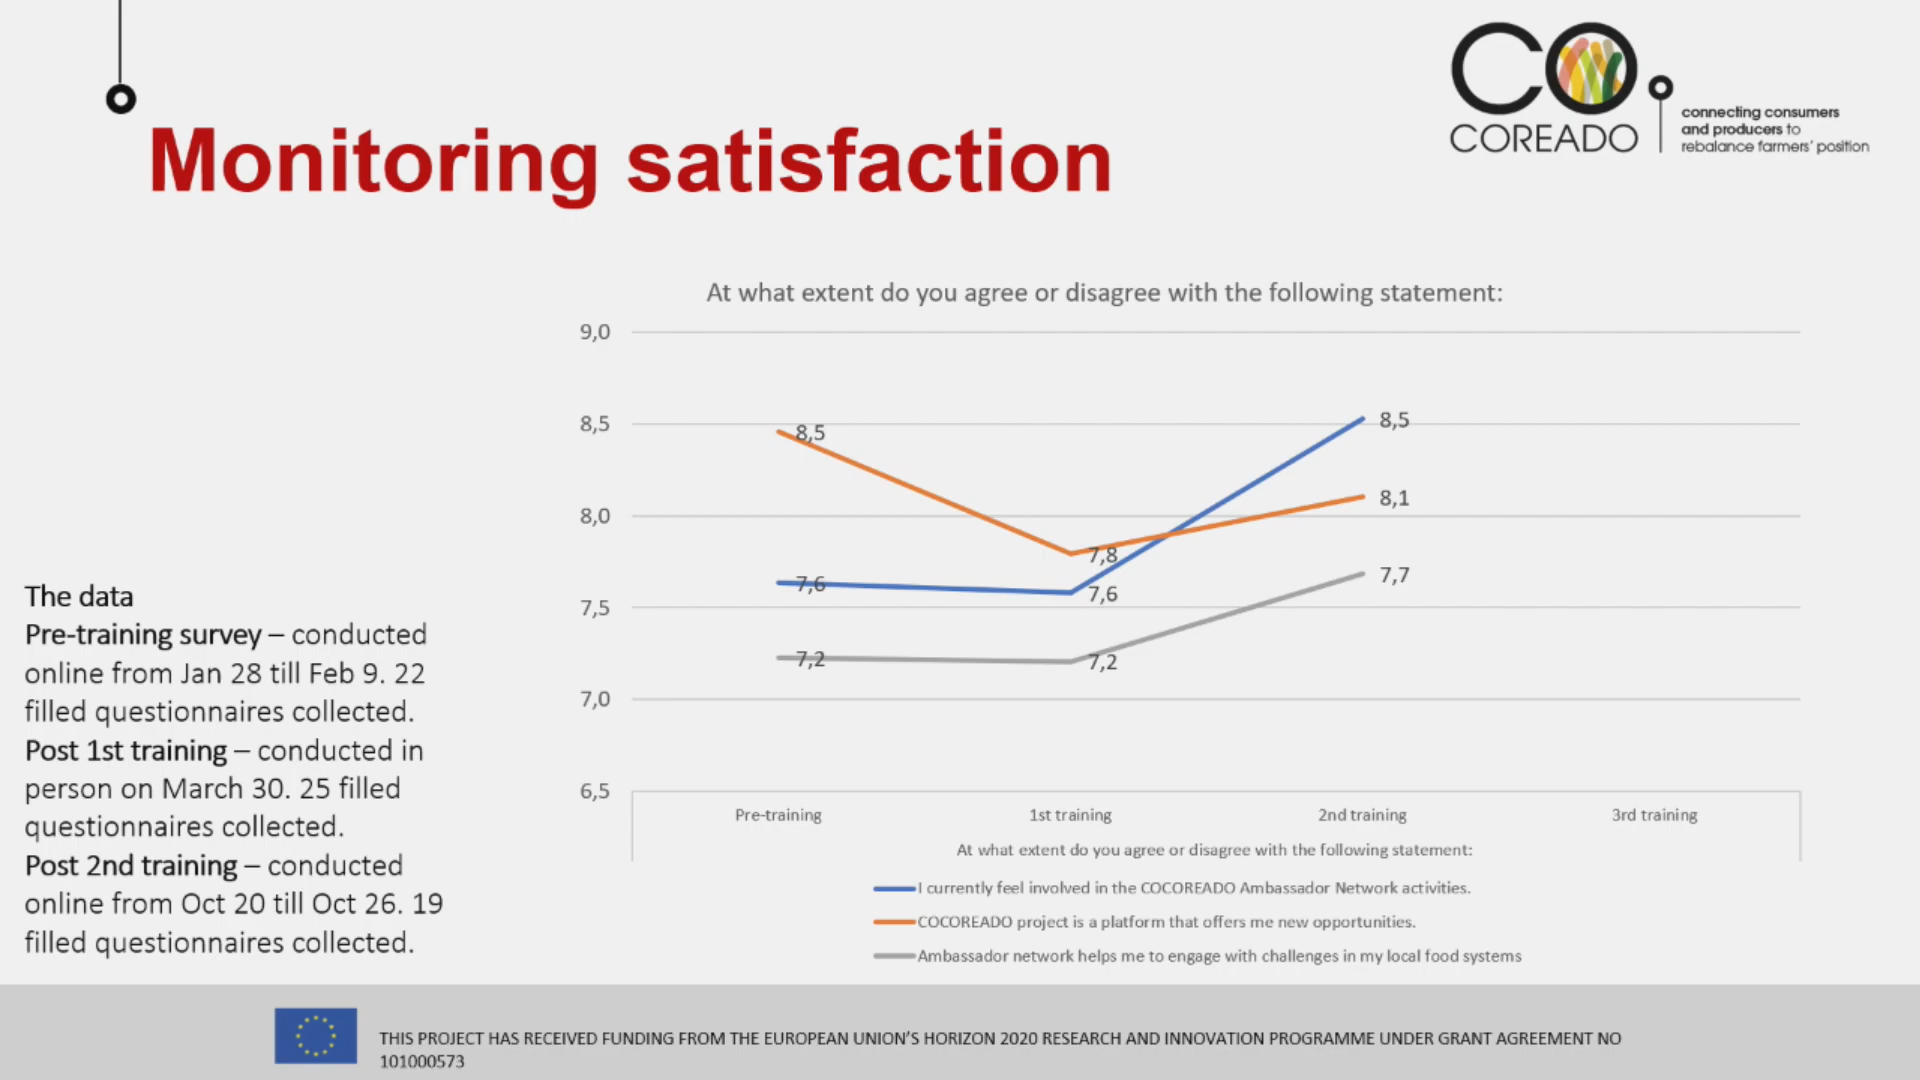 CO
COREADO
connecting consumers
and producers to
rebalance farmers' position
Monitoring satisfaction
At what extent do you agree or disagree with the following statement:
9,0
8,5
8,0
7,5
7,0
6,5
8,5
7,8
8,1
7,6
7,6
8,5
7,2
7,2
7,7
Pre-training
1st training
2nd training
3rd training
At what extent do you agree or disagree with the following statement:
I currently feel involved in the COCOREADO Ambassador Network activities.
COCOREADO project is a platform that offers me new opportunities.
Ambassador network helps me to engage with challenges in my local food systems
The data
Pre-training survey – conducted
online from Jan 28 till Feb 9. 22
filled questionnaires collected.
Post 1st training – conducted in
person on March 30. 25 filled
questionnaires collected.
Post 2nd training – conducted
online from Oct 20 till Oct 26. 19
filled questionnaires collected.
THIS PROJECT HAS RECEIVED FUNDING FROM THE EUROPEAN UNION'S HORIZON 2020 RESEARCH AND INNOVATION PROGRAMME UNDER GRANT AGREEMENT NO
101000573